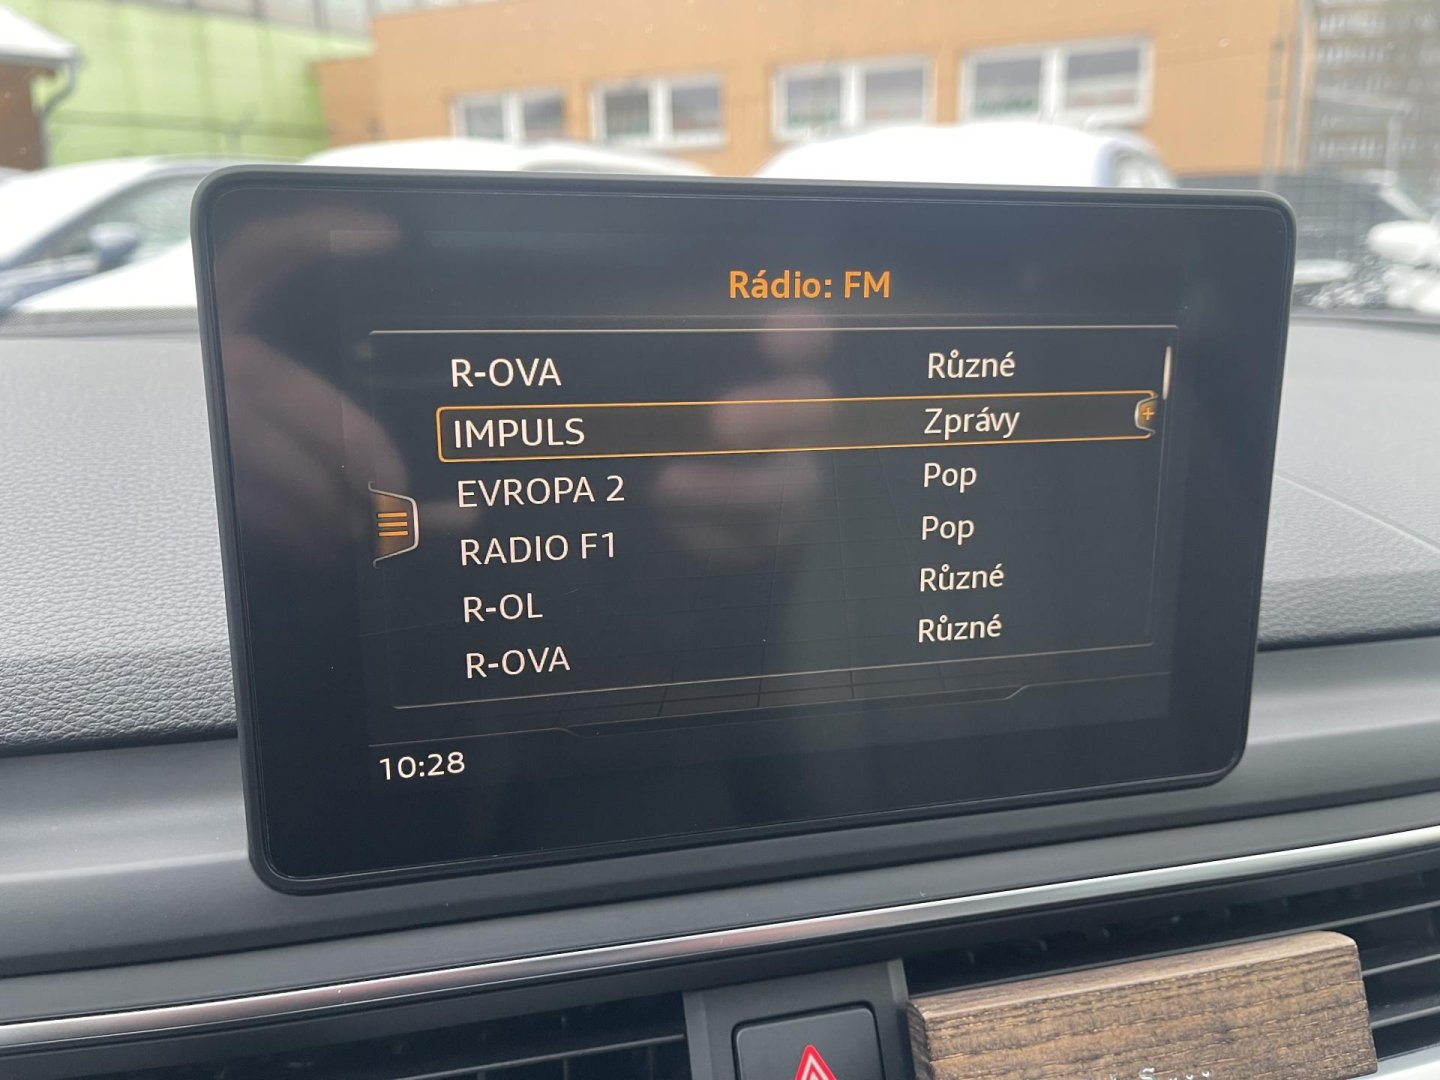 Rádio: FM
R-OVA Různé
IMPULS Zprávy
EVROPA 2 Pop
RADIO F1 Pop
R-OL Různé
R-OVA Různé
10:28